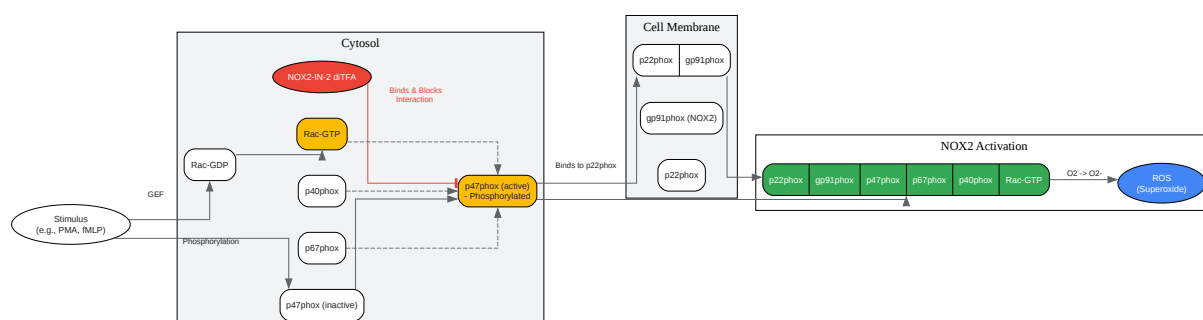 Cytosol
NOX2-IN-2 diTFA
Binds & Blocks
Interaction
Rac-GTP
Rac-GDP
GEF
p40phox
p47phox (active)
- Phosphorylated
Stimulus
(e.g., PMA, fMLP)
Phosphorylation
p67phox
p47phox (inactive)
Binds to p22phox
Cell Membrane
p22phox
gp91phox
gp91phox (NOX2)
p22phox
NOX2 Activation
p22phox
gp91phox
p47phox
p67phox
p40phox
Rac-GTP
O2 -> O2-
ROS
(Superoxide)